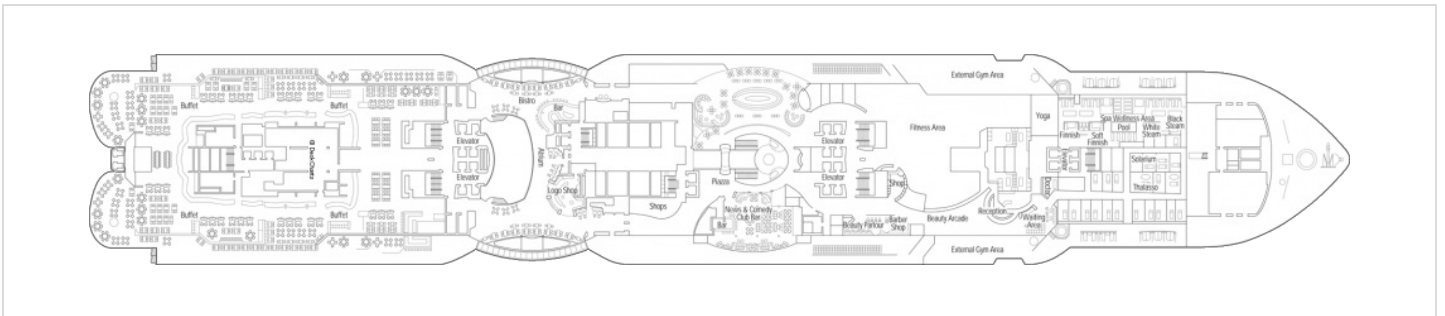 External Gym Area
Buffet
Buffet
Bistro
Bar
Elevator
Elevator
Atrium
Logo Shop
Shops
Piazza
Elevator
Elevator
Fitness Area
Yoga
Finnish
Soft
Finnish
Spa Wellness Area
Pool
White
Steam
Black
Steam
Solarium
Thalasso
Shop
Bar
Club Bar
Beauty Parlour
Barber
Shop
Beauty Arcade
Reception
Waiting
Area
Buffet
Buffet
External Gym Area